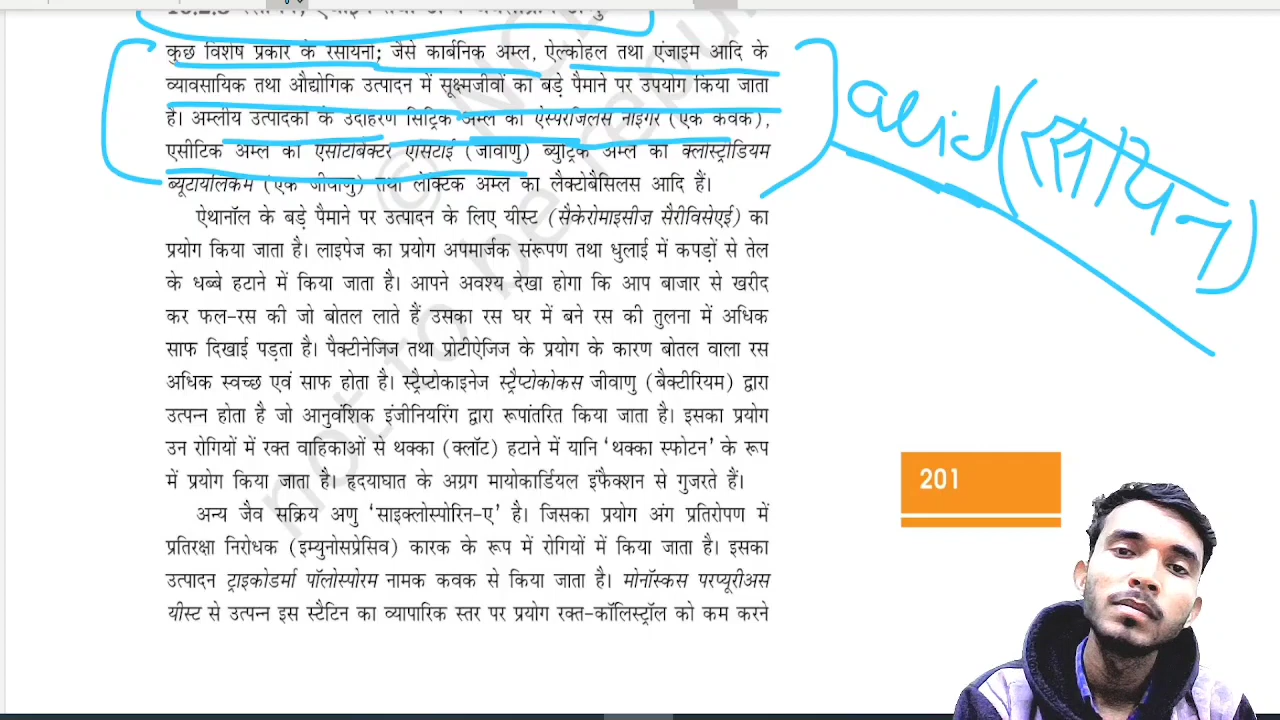 कुछ विशेष प्रकार के रसायनों; जैसे कार्बनिक अम्ल, ऐल्कोहल तथा एंजाइम आदि के
व्यावसायिक तथा औद्योगिक उत्पादन में सूक्ष्मजीवों का बड़े पैमाने पर उपयोग किया जाता
है। अम्लीय उत्पादकों के उदाहरण सिट्रिक अम्ल का ऐस्परजिलस नाइगर (एक कवक),
एसीटिक अम्ल का एसीटोबैक्टर एसिटाई (जीवाणु) ब्युट्रिक अम्ल का क्लोस्ट्रीडियम
ब्यूटायलिकम (एक जीवाणु) तथा लैक्टिक अम्ल का लैक्टोबैसिलस आदि हैं।
ऐथानॉल के बड़े पैमाने पर उत्पादन के लिए यीस्ट (सैकेरोमाइसीज़ सैरीविसेएई) का
प्रयोग किया जाता है। लाइपेज का प्रयोग अपमार्जक संरूपण तथा धुलाई में कपड़ों से तेल
के धब्बे हटाने में किया जाता है। आपने अवश्य देखा होगा कि आप बाजार से खरीद
कर फल-रस की जो बोतल लाते हैं उसका रस घर में बने रस की तुलना में अधिक
साफ दिखाई पड़ता है। पैक्टीनेजिज तथा प्रोटीऐज़िज के प्रयोग के कारण बोतल वाला रस
अधिक स्वच्छ एवं साफ होता है। स्ट्रैप्टोकाइनेज स्ट्रैप्टोकोकस जीवाणु (बैक्टीरियम) द्वारा
उत्पन्न होता है जो आनुवंशिक इंजीनियरिंग द्वारा रूपांतरित किया जाता है। इसका प्रयोग
उन रोगियों में रक्त वाहिकाओं से थक्का (क्लॉट) हटाने में यानि ‘थक्का स्फोटन’ के रूप
में प्रयोग किया जाता है। हृदयाघात के अग्रग मायोकार्डियल इंफैक्शन से गुजरते हैं।
अन्य जैव सक्रिय अणु ‘साइक्लोस्पोरिन-ए’ है। जिसका प्रयोग अंग प्रतिरोपण में
प्रतिरक्षा निरोधक (इम्युनोसप्रेसिव) कारक के रूप में रोगियों में किया जाता है। इसका
उत्पादन ट्राइकोडर्मा पॉलोस्पोरम नामक कवक से किया जाता है। मोनॉस्कस परप्यूरीअस
यीस्ट से उत्पन्न इस स्टैटिन का व्यापारिक स्तर पर प्रयोग रक्त-कॉलिस्ट्रॉल को कम करने
acid (रसायन)
201